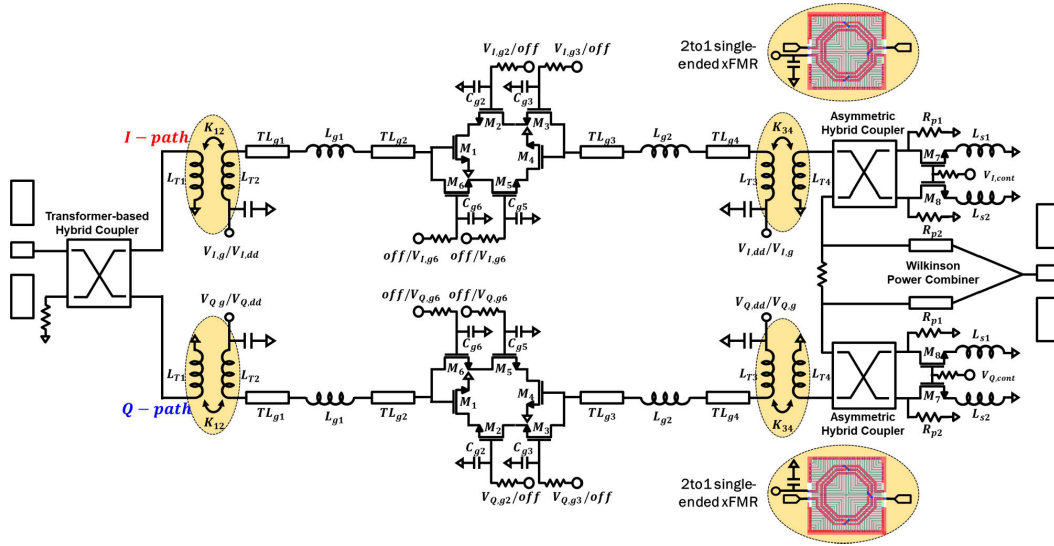 V_{I,g2}/off
V_{I,g3}/off
2to1 single-
ended xFMR
C_{g2}
C_{g3}
Asymmetric
Hybrid Coupler
R_{p1}
L_{s1}
I - path
K_{12}
TL_{g1}
L_{g1}
TL_{g2}
M_2
M_3
M_1
M_4
TL_{g3}
L_{g2}
TL_{g4}
K_{34}
M_7
V_{I,cont}
L_{T1}
L_{T2}
M_6
M_5
L_{T3}
L_{T4}
M_8
L_{s2}
C_{g6}
C_{g5}
R_{p2}
Transformer-based
Hybrid Coupler
V_{I,g}/V_{I,dd}
off/V_{I,g6}
off/V_{I,g6}
V_{I,dd}/V_{I,g}
Wilkinson
Power Combiner
V_{Q,g}/V_{Q,dd}
off/V_{Q,g6}
off/V_{Q,g6}
V_{Q,dd}/V_{Q,g}
R_{p1}
L_{s1}
C_{g6}
C_{g5}
M_8
L_{T1}
L_{T2}
M_6
M_5
L_{T3}
L_{T4}
V_{Q,cont}
M_1
M_4
M_7
Q - path
K_{12}
TL_{g1}
L_{g1}
TL_{g2}
M_2
M_3
TL_{g3}
L_{g2}
TL_{g4}
K_{34}
L_{s2}
Asymmetric
Hybrid Coupler
R_{p2}
C_{g2}
C_{g3}
V_{Q,g2}/off
V_{Q,g3}/off
2to1 single-
ended xFMR